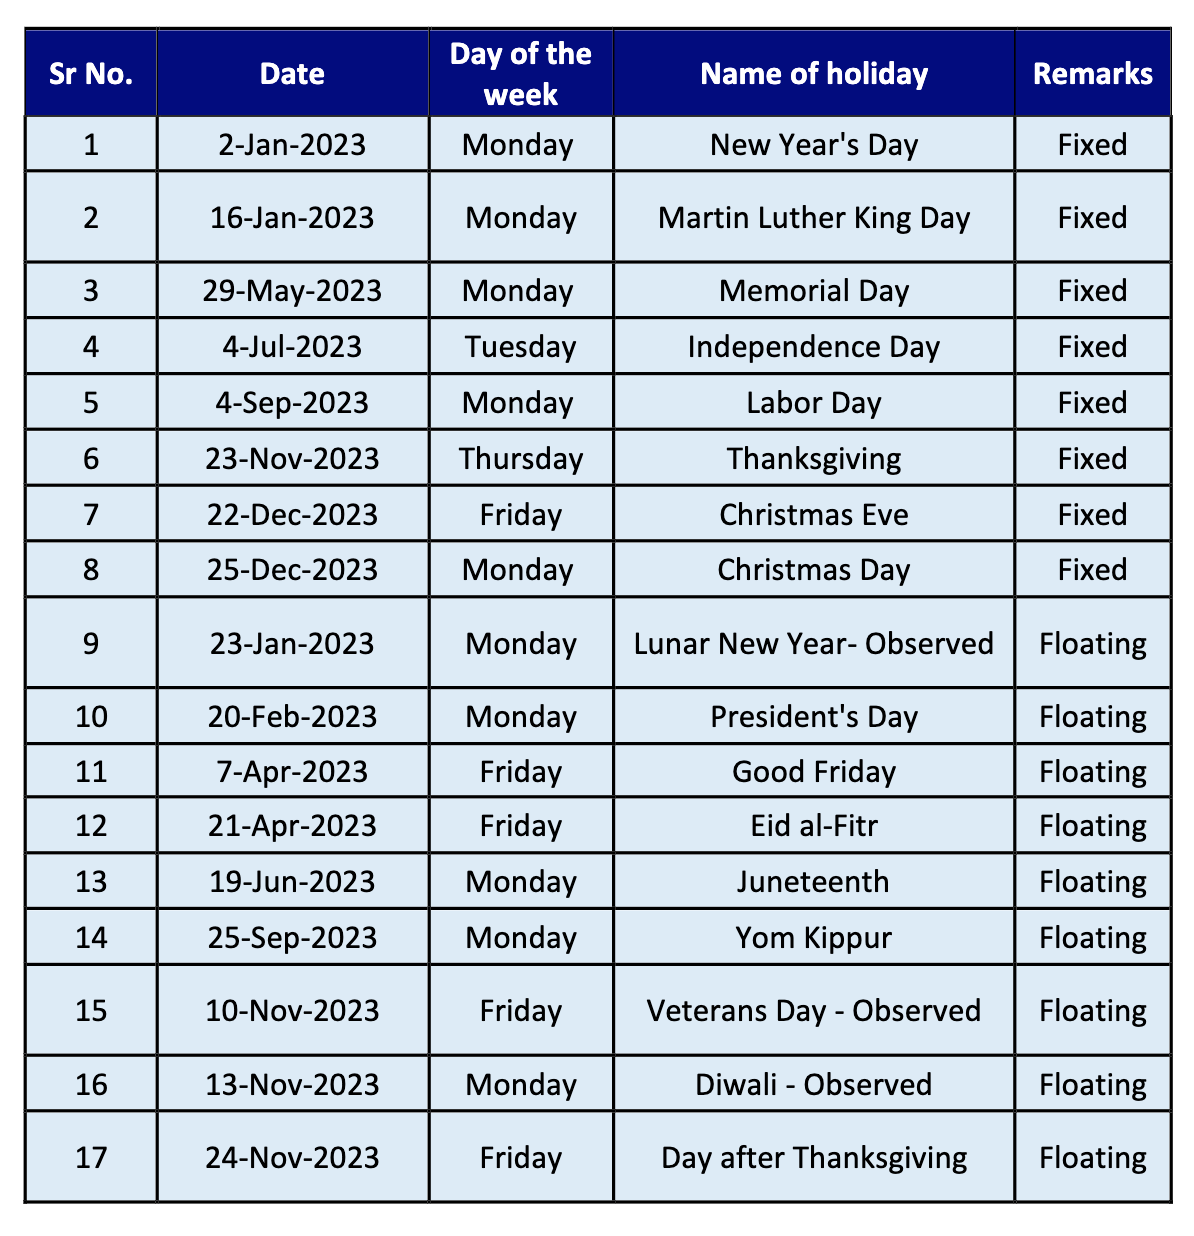 Sr No. Date Day of the week Name of holiday Remarks
1 2-Jan-2023 Monday New Year's Day Fixed
2 16-Jan-2023 Monday Martin Luther King Day Fixed
3 29-May-2023 Monday Memorial Day Fixed
4 4-Jul-2023 Tuesday Independence Day Fixed
5 4-Sep-2023 Monday Labor Day Fixed
6 23-Nov-2023 Thursday Thanksgiving Fixed
7 22-Dec-2023 Friday Christmas Eve Fixed
8 25-Dec-2023 Monday Christmas Day Fixed
9 23-Jan-2023 Monday Lunar New Year- Observed Floating
10 20-Feb-2023 Monday President's Day Floating
11 7-Apr-2023 Friday Good Friday Floating
12 21-Apr-2023 Friday Eid al-Fitr Floating
13 19-Jun-2023 Monday Juneteenth Floating
14 25-Sep-2023 Monday Yom Kippur Floating
15 10-Nov-2023 Friday Veterans Day - Observed Floating
16 13-Nov-2023 Monday Diwali - Observed Floating
17 24-Nov-2023 Friday Day after Thanksgiving Floating